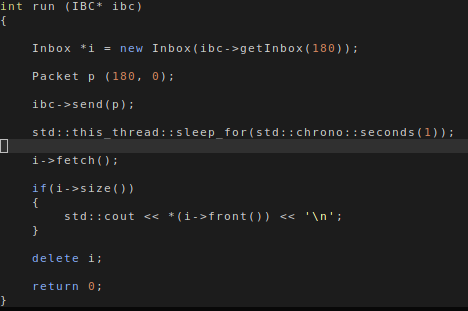 int run (IBC* ibc)
{
Inbox *i = new Inbox(ibc->getInbox(180));
Packet p (180, 0);
ibc->send(p);
std::this_thread::sleep_for(std::chrono::seconds(1));
i->fetch();
if(i->size())
{
std::cout << *(i->front()) << '\n';
}
delete i;
return 0;
}